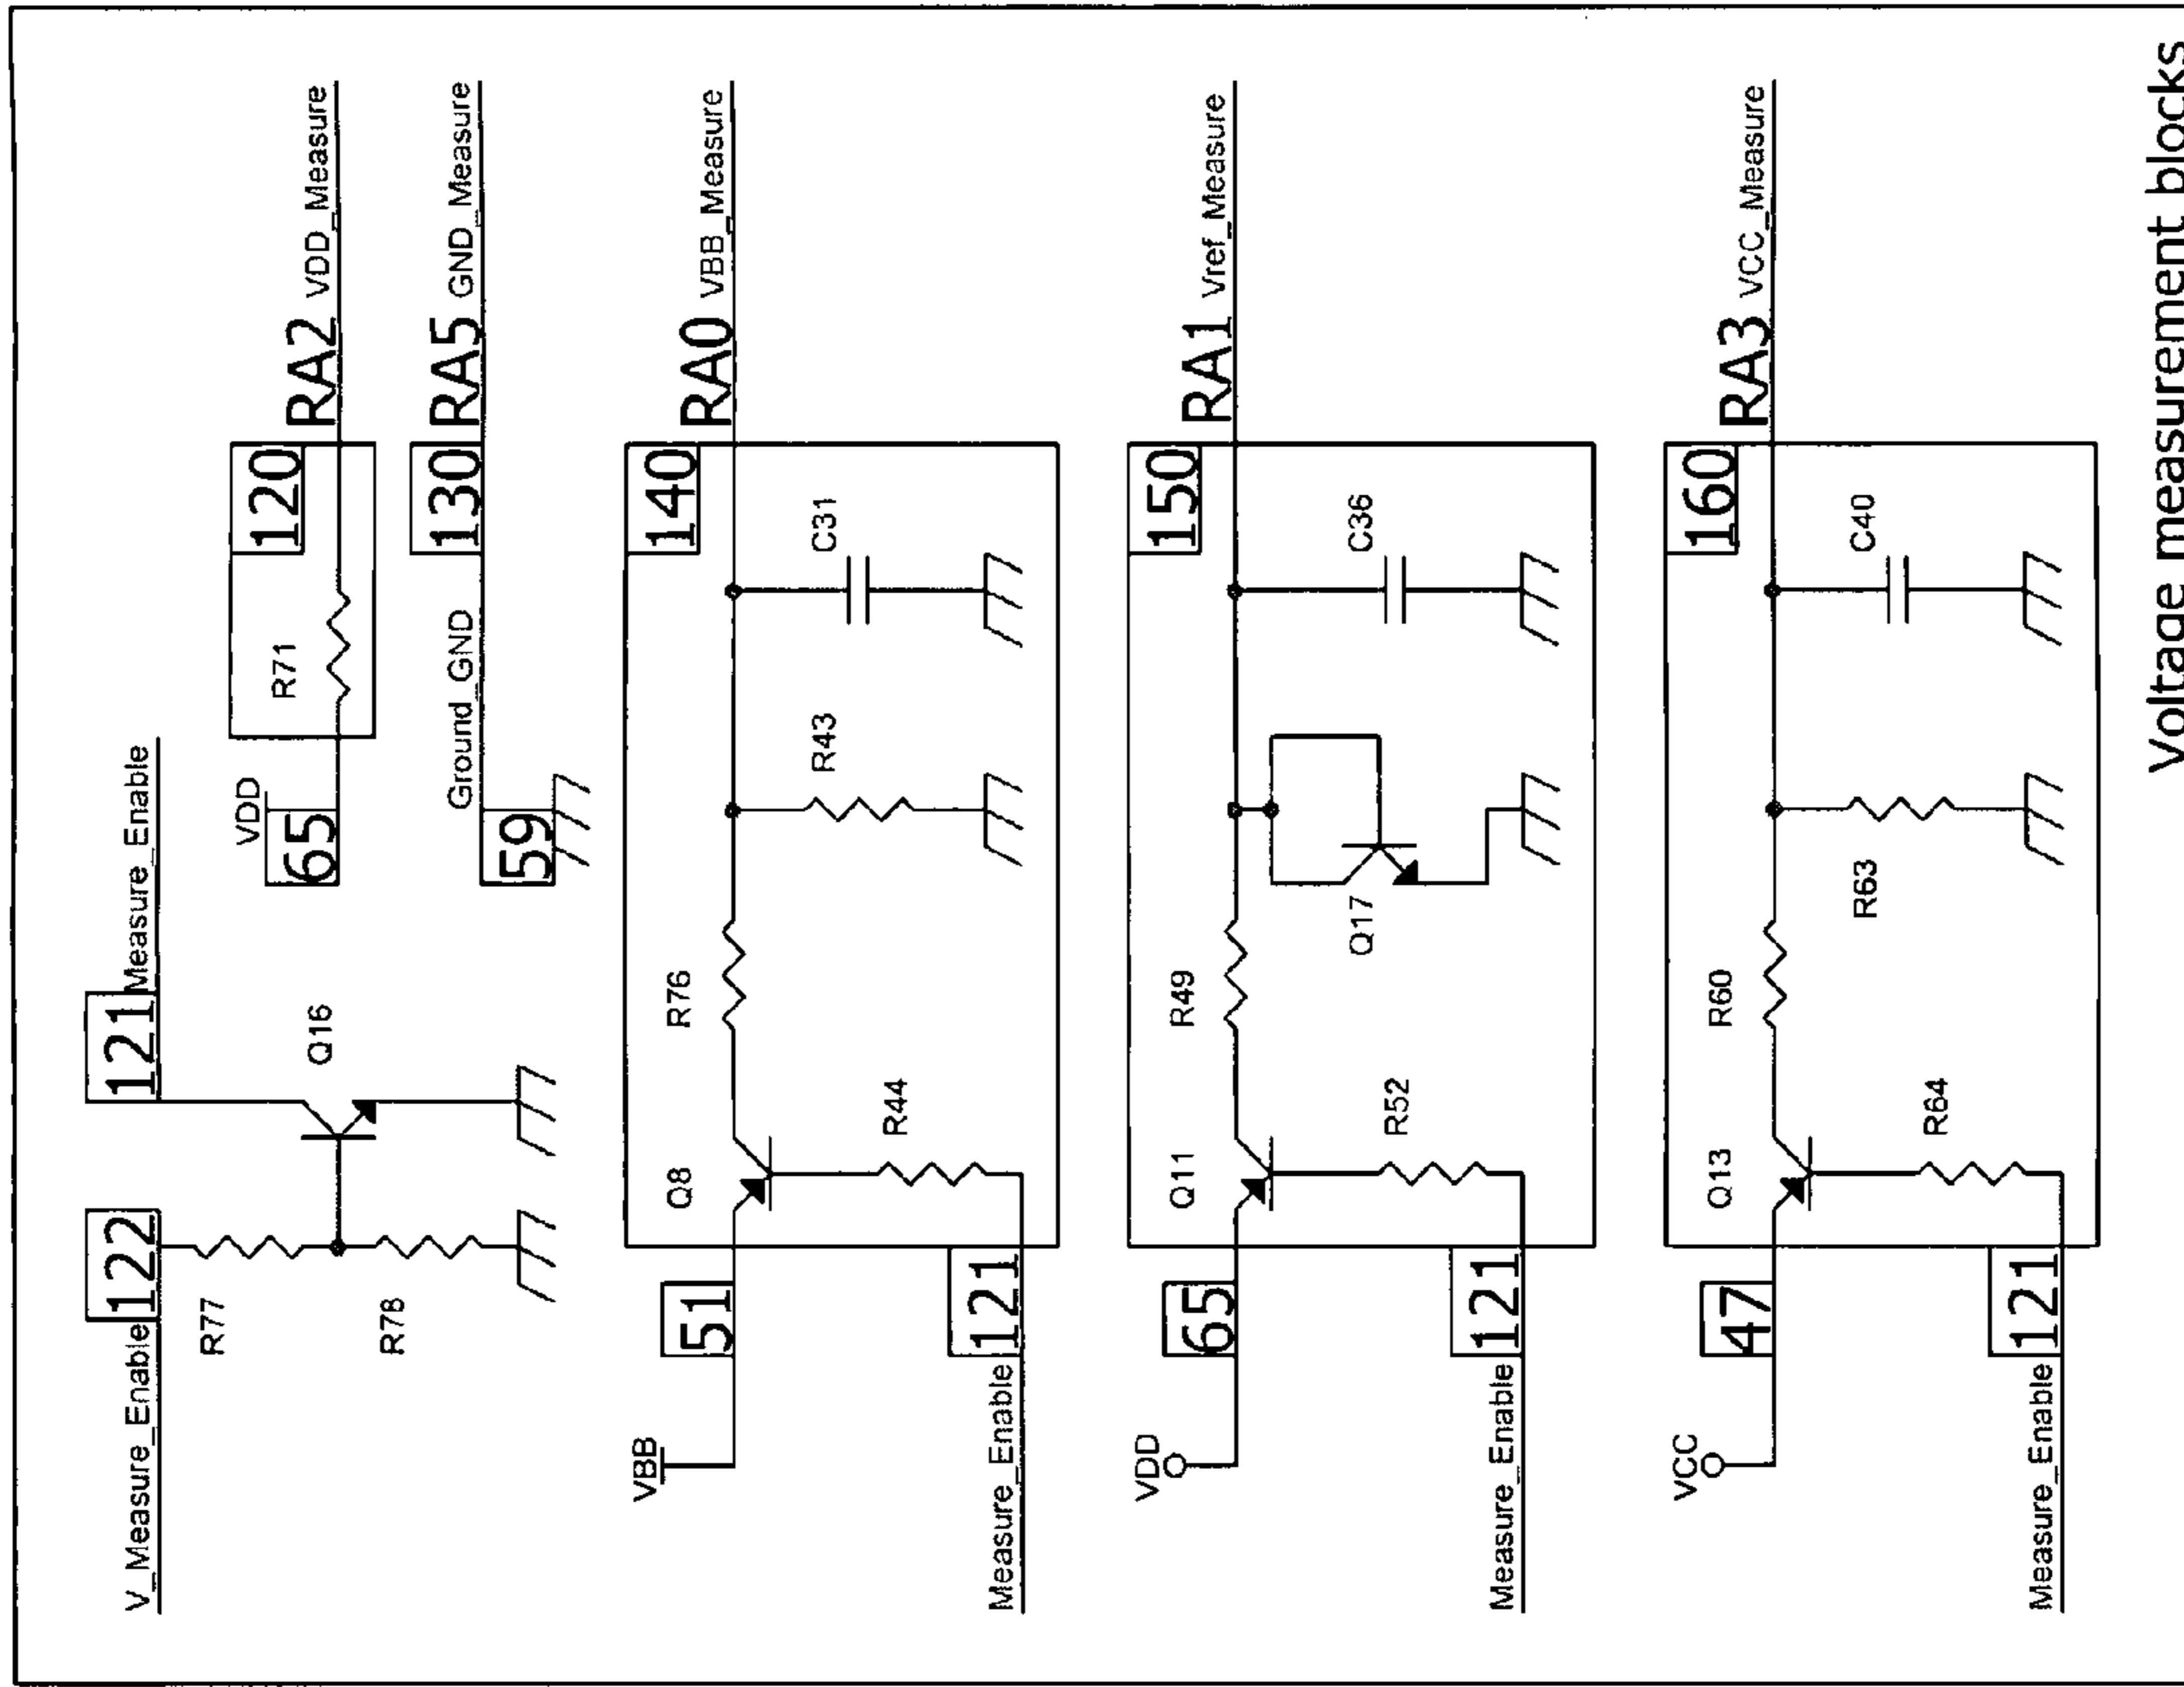 V_Measure_Enable
122
R77
R78
121
Measure_Enable
Q16
VDD
65
R71
120
RA2
VDD_Measure
Ground_GND
59
130
RA5
GND_Measure
VBB
51
Q8
R76
R43
C31
140
RA0
VBB_Measure
R44
121
Measure_Enable
VDD
65
Q11
R49
Q17
C36
150
RA1
Vref_Measure
R52
121
Measure_Enable
VCC
47
Q13
R60
R63
C40
160
RA3
VCC_Measure
R64
121
Measure_Enable
Voltage measurement blocks